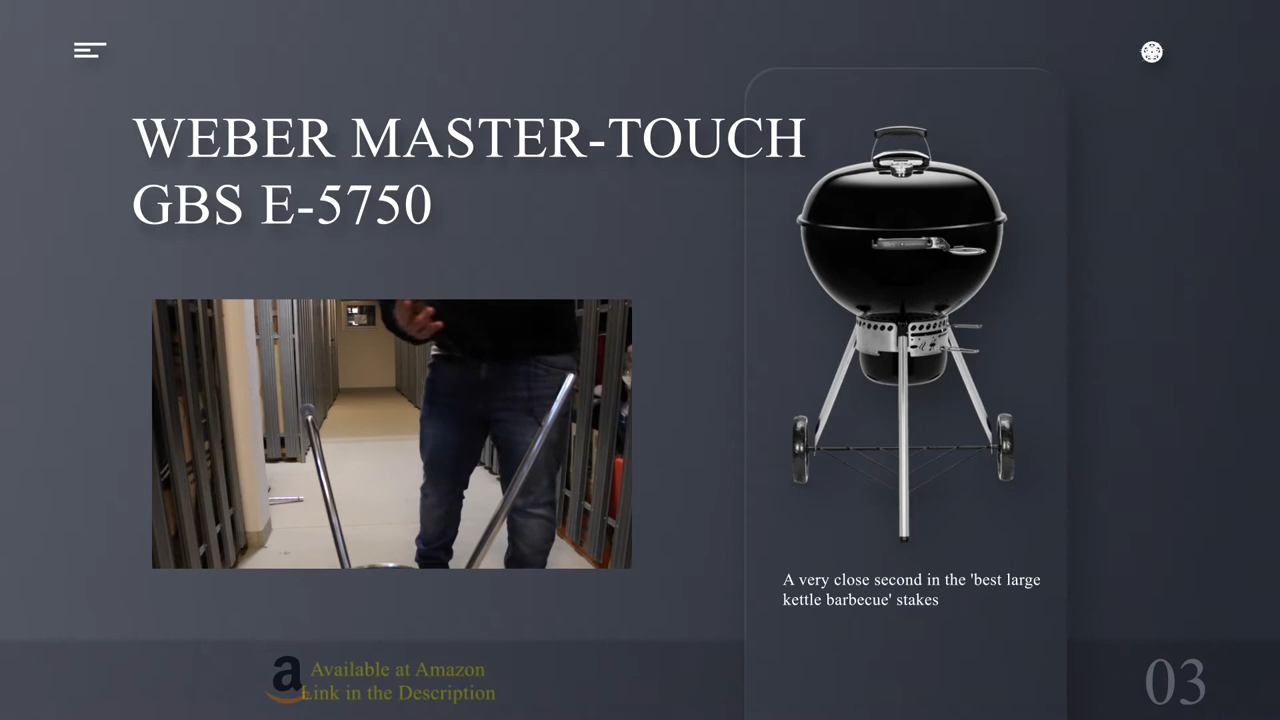 WEBER MASTER-TOUCH
GBS E-5750
A very close second in the 'best large
kettle barbecue' stakes
a
Available at Amazon
Link in the Description
03